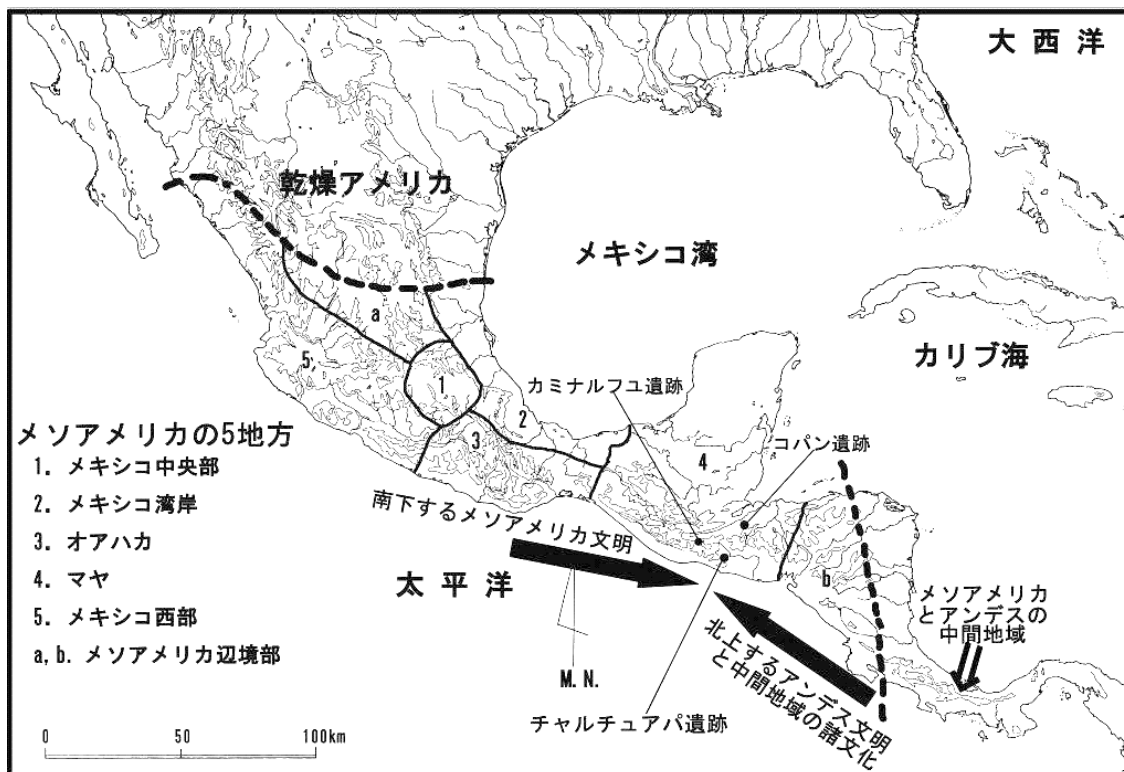 大西洋
乾燥アメリカ
メキシコ湾
a
カリブ海
5
1
カミナルフユ遺跡
2
メソアメリカの5地方
3
コパン遺跡
4
1. メキシコ中央部
2. メキシコ湾岸
3. オアハカ
4. マヤ
5. メキシコ西部
a, b. メソアメリカ辺境部
南下するメソアメリカ文明
太平洋
b
メソアメリカ
とアンデスの
中間地域
M.N.
北上するアンデス文明
と中間地域の諸文化
チャルチュアパ遺跡
0 50 100km